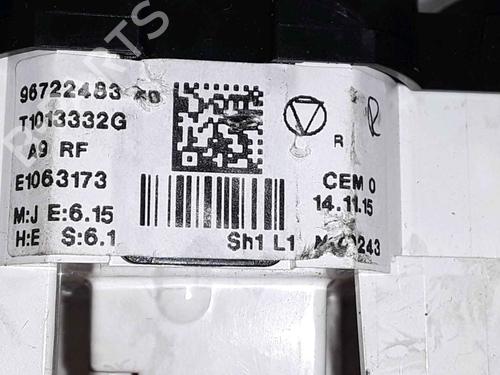 96722483
T1013332G
A9 RF
E1063173
M:J E:6.15
H:E S:6.1
R
R
CEM 0
14.11.15
Sh1 L1